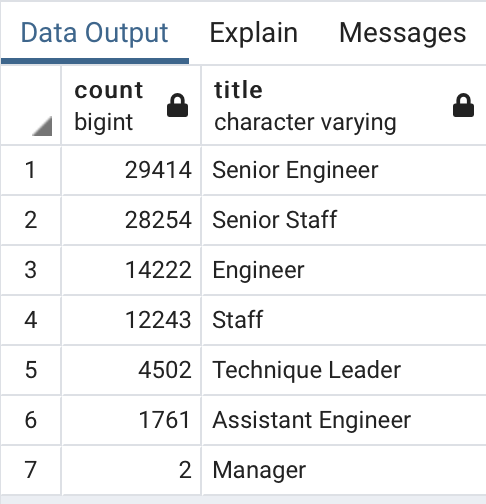 Data Output Explain Messages
count title
bigint character varying
1 29414 Senior Engineer
2 28254 Senior Staff
3 14222 Engineer
4 12243 Staff
5 4502 Technique Leader
6 1761 Assistant Engineer
7 2 Manager